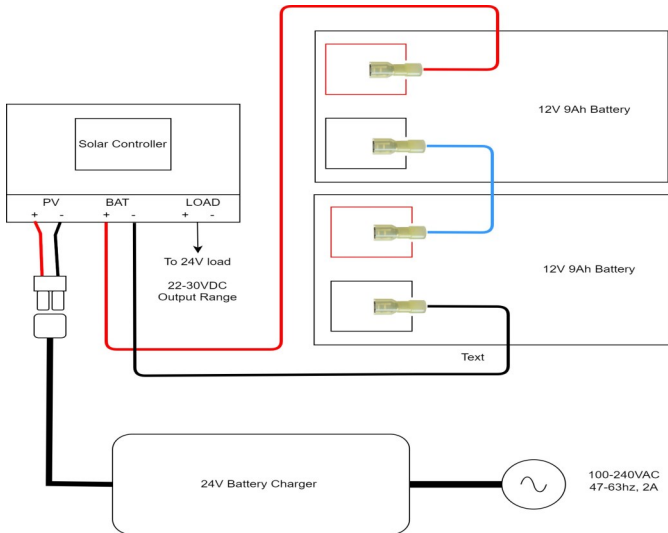 12V 9Ah Battery
Solar Controller
PV BAT LOAD
+ - + - + -
To 24V load
22-30VDC
Output Range
12V 9Ah Battery
Text
24V Battery Charger
100-240VAC
47-63hz, 2A